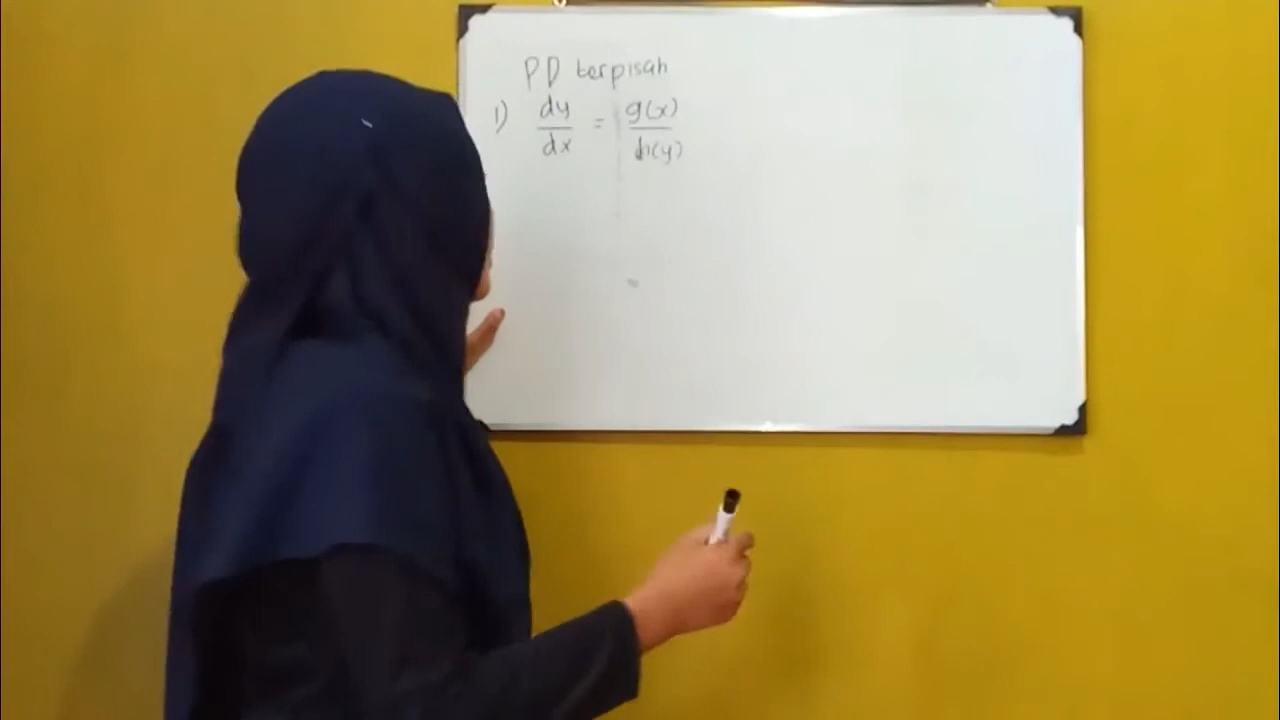 PD terpisah
1) dy/dx = g(x)/h(y)